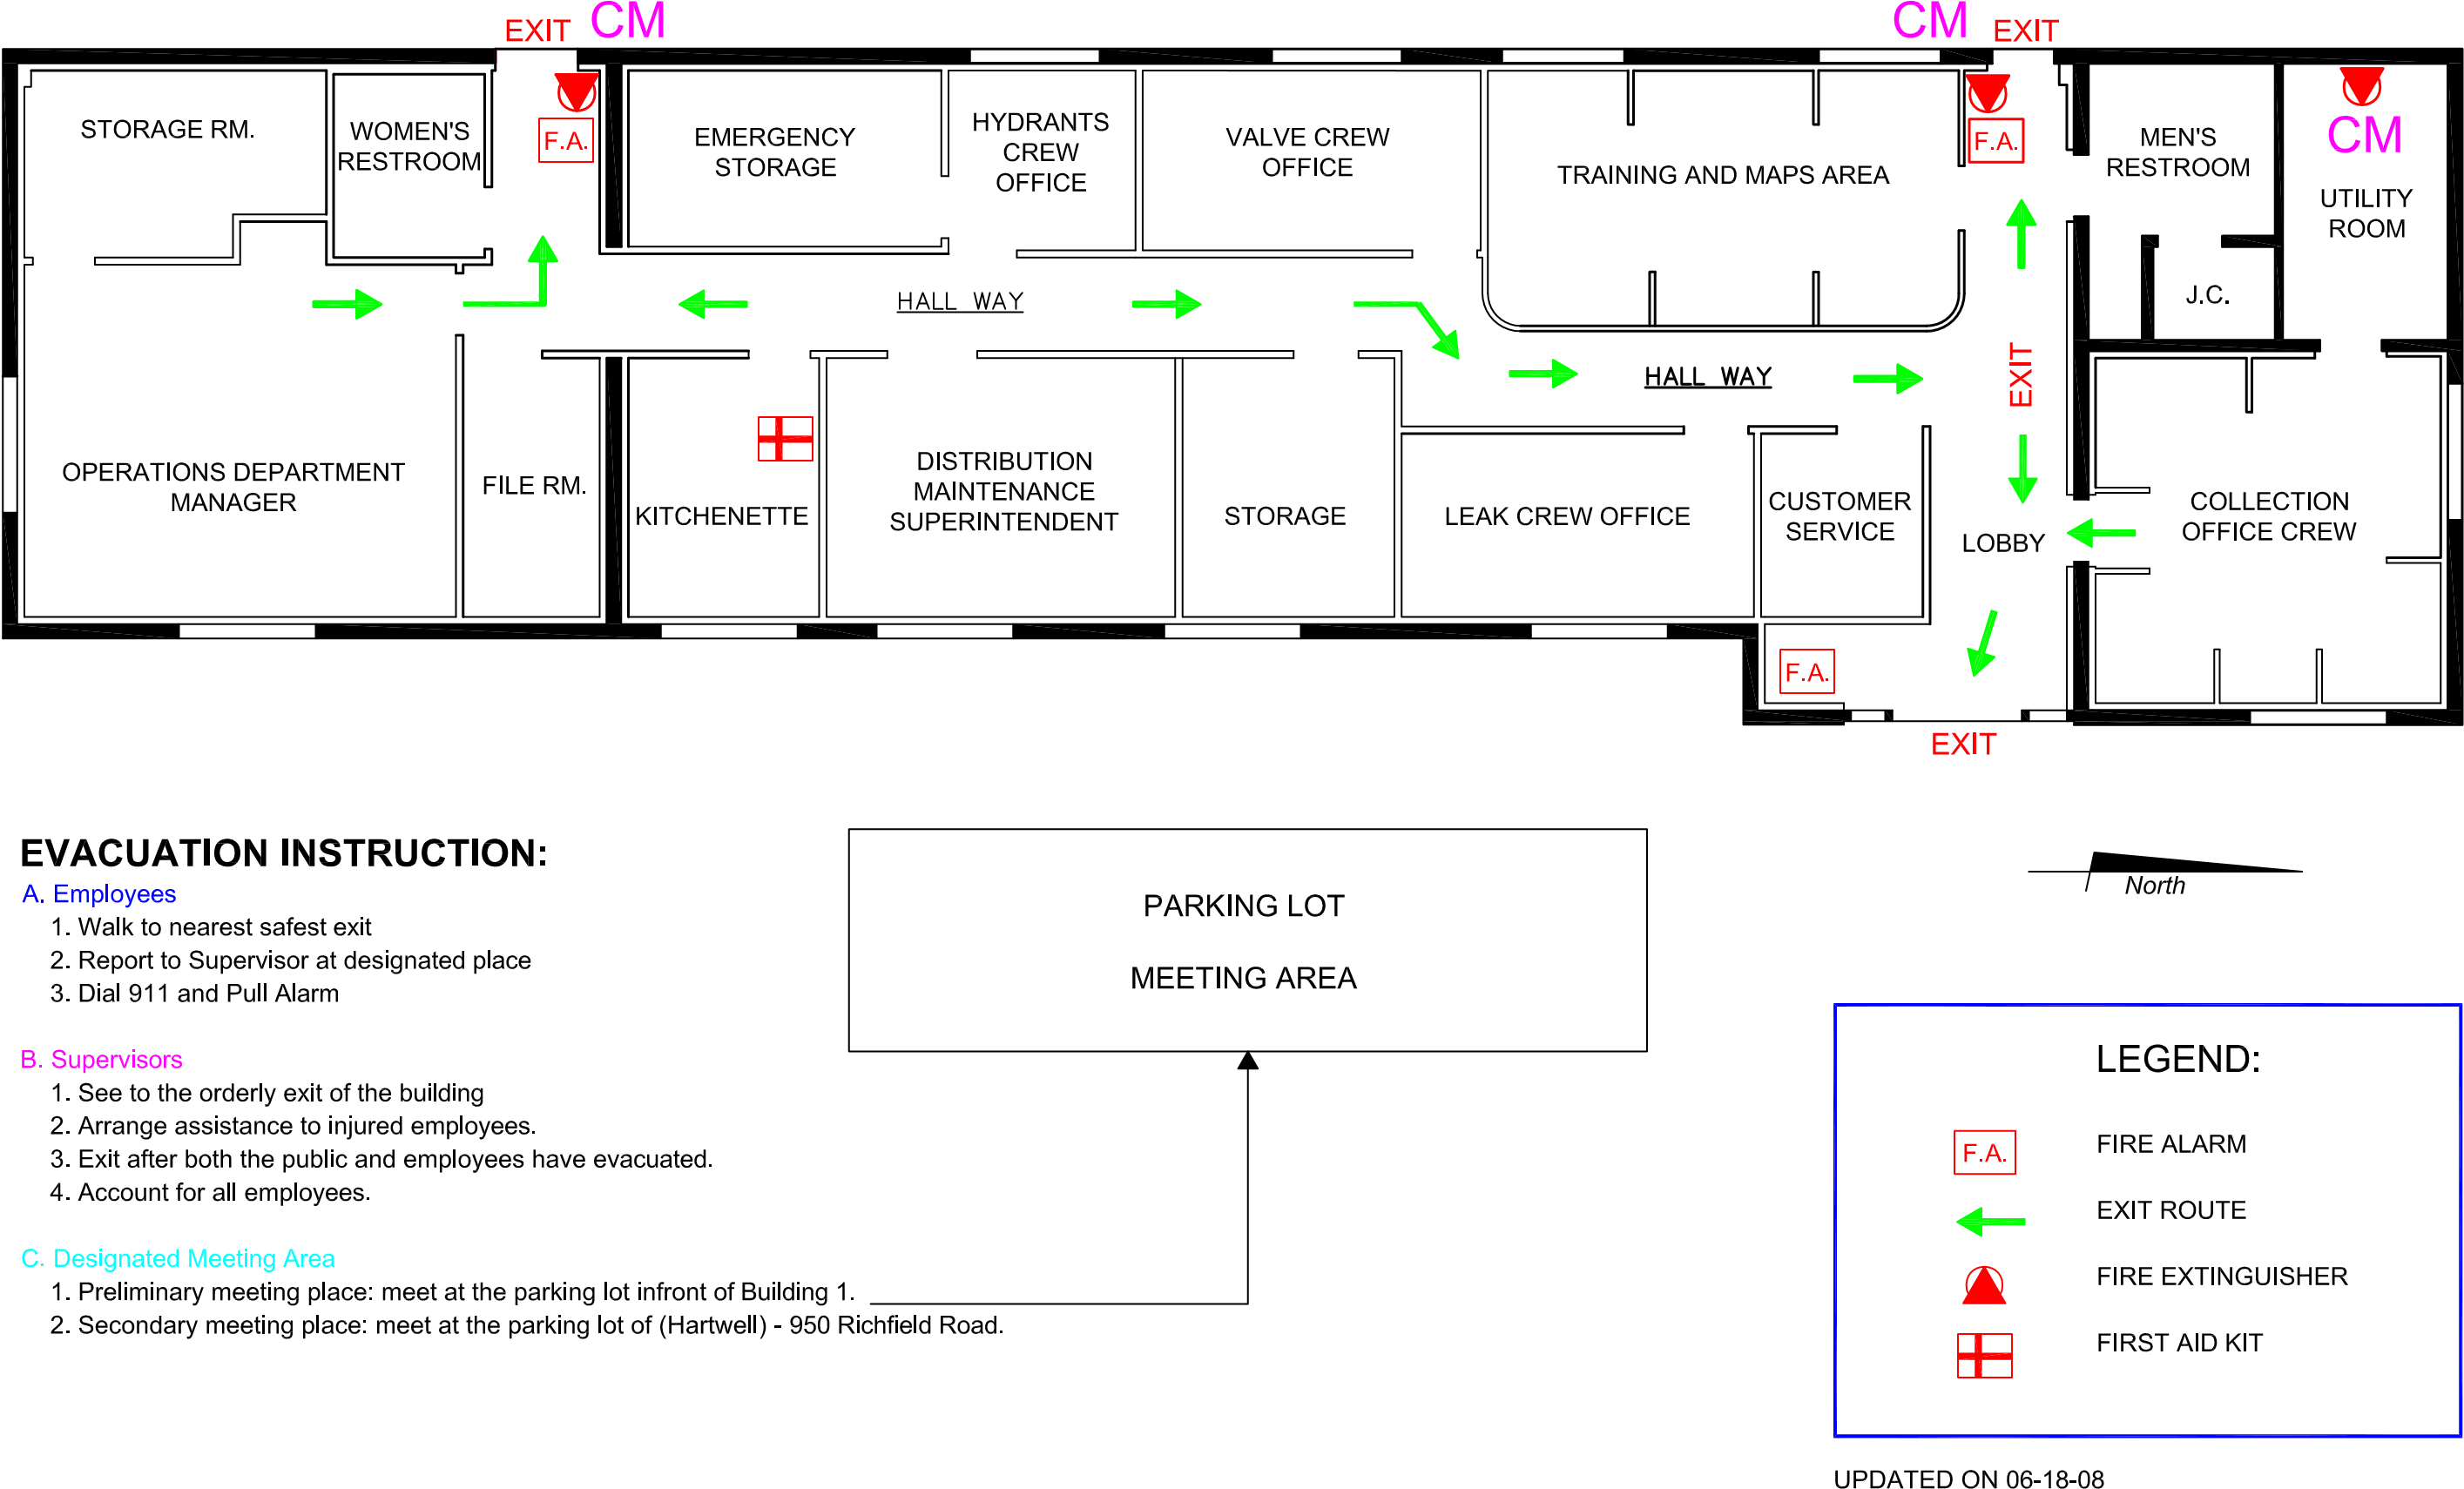 EXIT
CM
CM
EXIT
STORAGE RM.
WOMEN'S
RESTROOM
F.A.
EMERGENCY
STORAGE
HYDRANTS
CREW
OFFICE
VALVE CREW
OFFICE
TRAINING AND MAPS AREA
F.A.
MEN'S
RESTROOM
CM
UTILITY
ROOM
J.C.
HALL WAY
HALL WAY
EXIT
OPERATIONS DEPARTMENT
MANAGER
FILE RM.
KITCHENETTE
DISTRIBUTION
MAINTENANCE
SUPERINTENDENT
STORAGE
LEAK CREW OFFICE
CUSTOMER
SERVICE
LOBBY
COLLECTION
OFFICE CREW
F.A.
EXIT
EVACUATION INSTRUCTION:
A. Employees
1. Walk to nearest safest exit
2. Report to Supervisor at designated place
3. Dial 911 and Pull Alarm
B. Supervisors
1. See to the orderly exit of the building
2. Arrange assistance to injured employees.
3. Exit after both the public and employees have evacuated.
4. Account for all employees.
C. Designated Meeting Area
1. Preliminary meeting place: meet at the parking lot infront of Building 1.
2. Secondary meeting place: meet at the parking lot of (Hartwell) - 950 Richfield Road.
PARKING LOT
MEETING AREA
North
LEGEND:
F.A.
FIRE ALARM
EXIT ROUTE
FIRE EXTINGUISHER
FIRST AID KIT
UPDATED ON 06-18-08